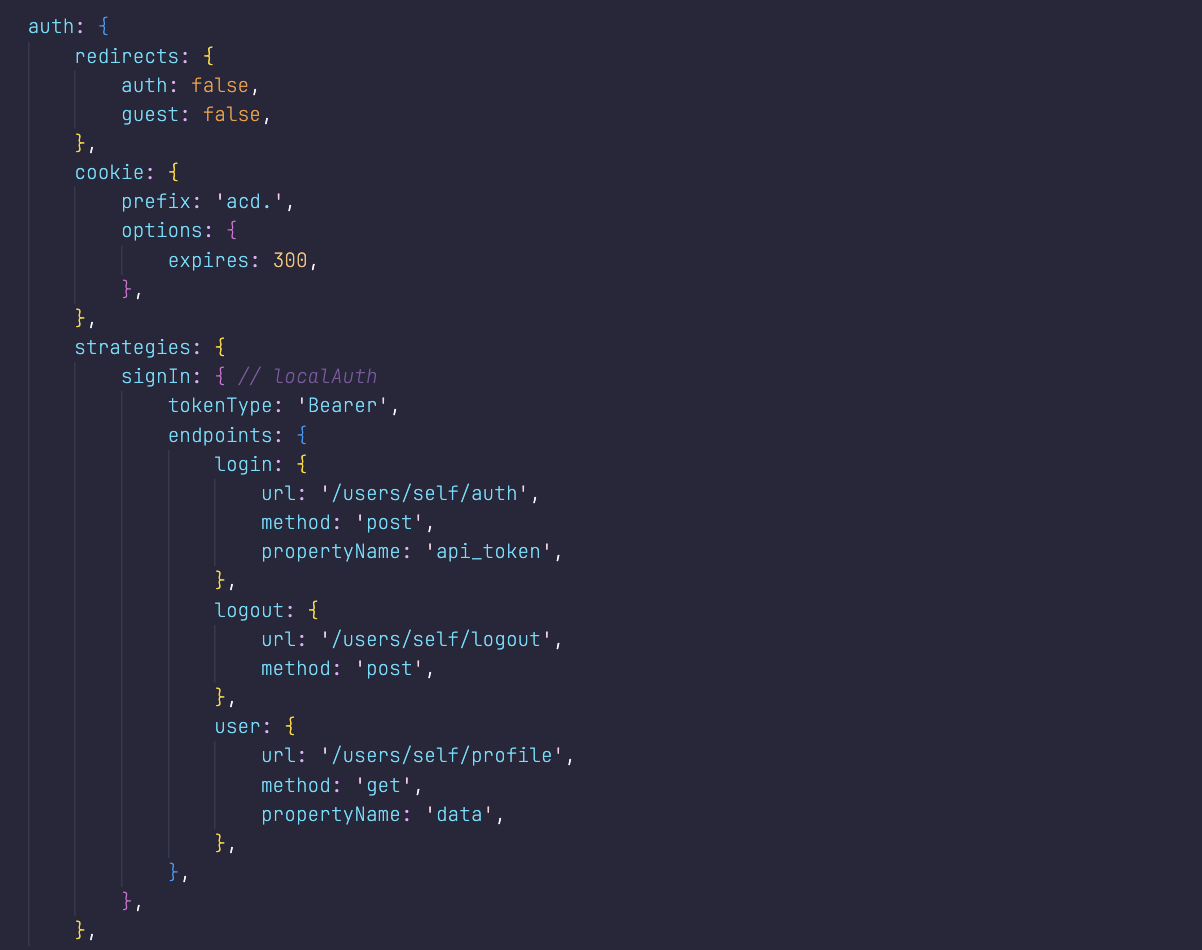 auth: {
    redirects: {
        auth: false,
        guest: false,
    },
    cookie: {
        prefix: 'acd.',
        options: {
            expires: 300,
        },
    },
    strategies: {
        signIn: { // localAuth
            tokenType: 'Bearer',
            endpoints: {
                login: {
                    url: '/users/self/auth',
                    method: 'post',
                    propertyName: 'api_token',
                },
                logout: {
                    url: '/users/self/logout',
                    method: 'post',
                },
                user: {
                    url: '/users/self/profile',
                    method: 'get',
                    propertyName: 'data',
                },
            },
        },
    },